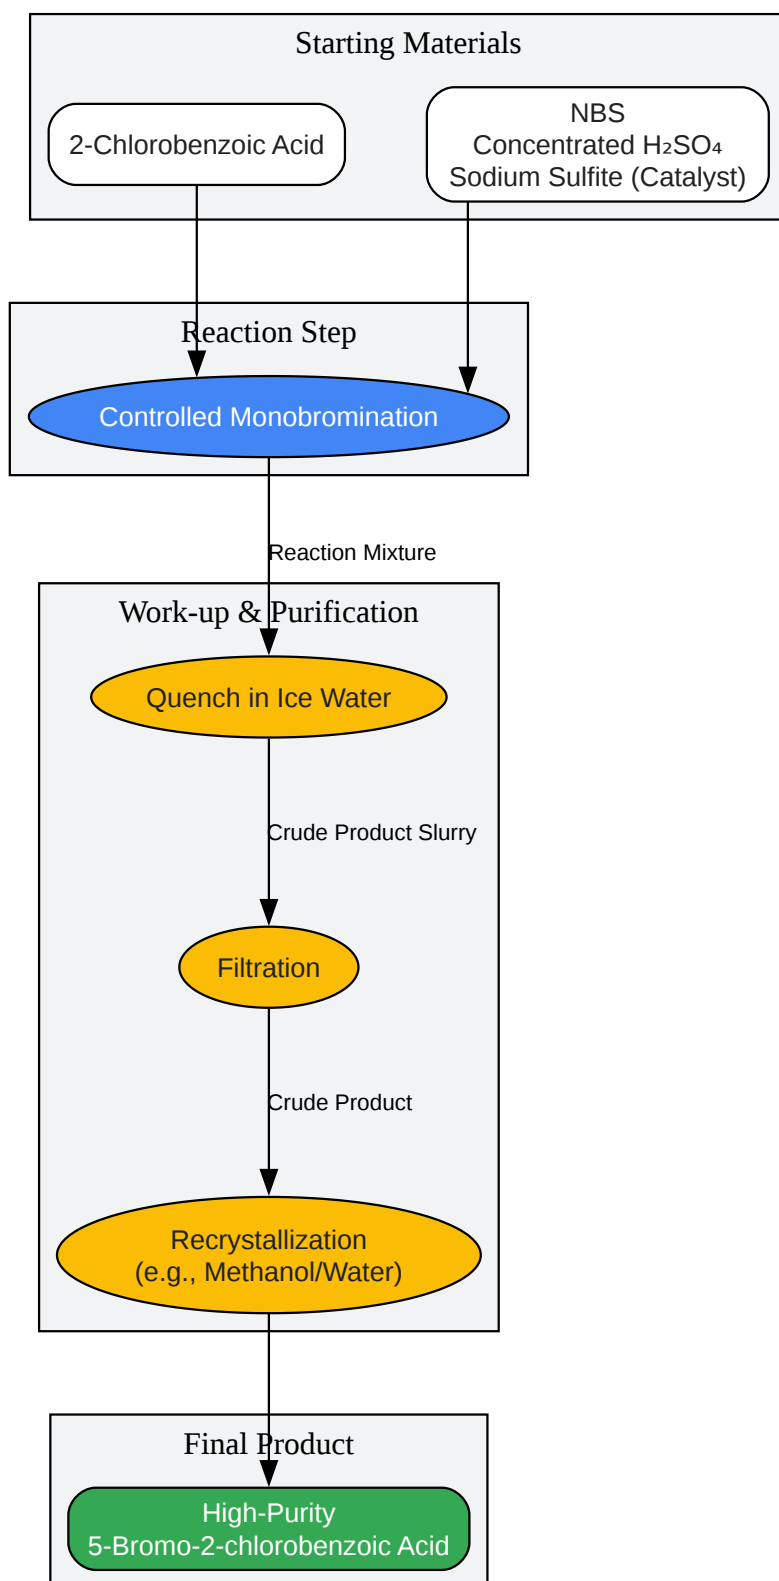 Starting Materials
2-Chlorobenzoic Acid
NBS
Concentrated H₂SO₄
Sodium Sulfite (Catalyst)
Reaction Step
Controlled Monobromination
Reaction Mixture
Work-up & Purification
Quench in Ice Water
Crude Product Slurry
Filtration
Crude Product
Recrystallization
(e.g., Methanol/Water)
Final Product
High-Purity
5-Bromo-2-chlorobenzoic Acid